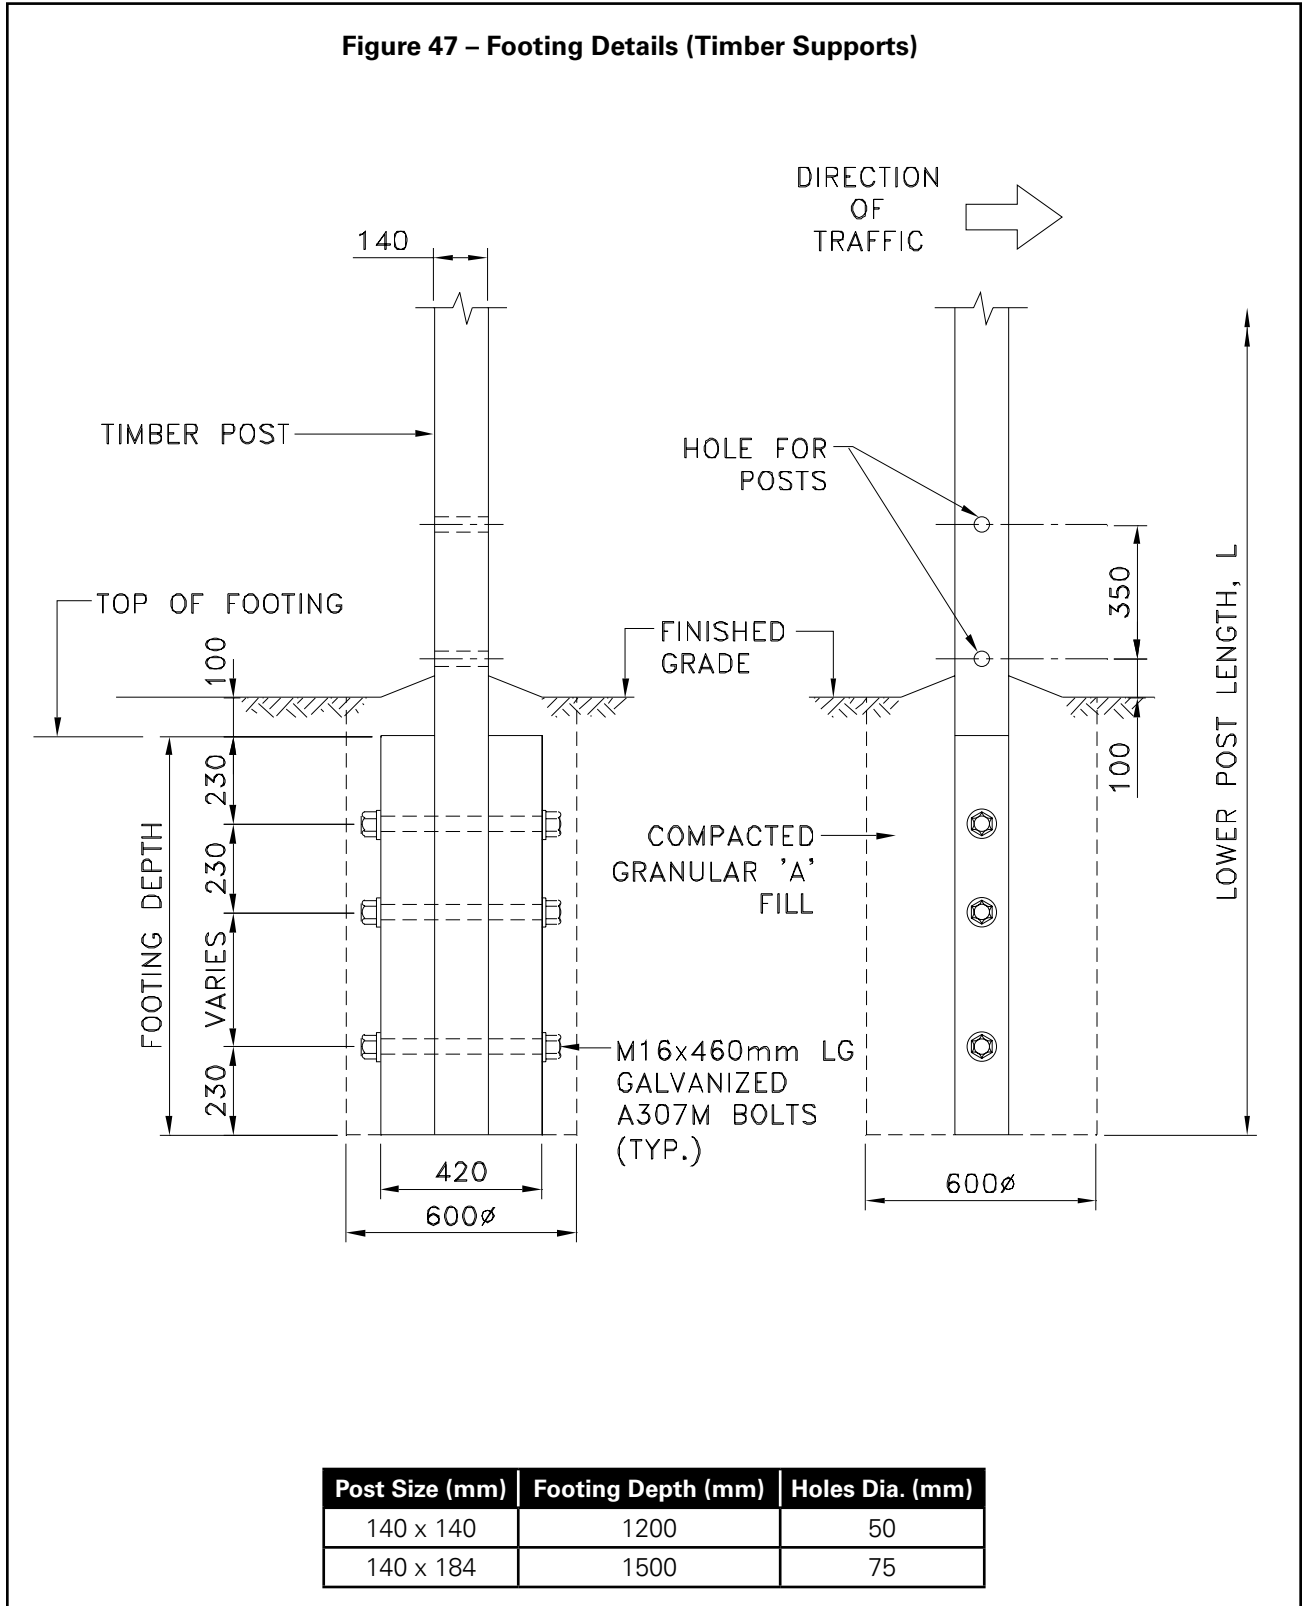 Figure 47 – Footing Details (Timber Supports)
DIRECTION
OF
TRAFFIC
140
TIMBER POST
HOLE FOR
POSTS
TOP OF FOOTING
100
FINISHED
GRADE
350
100
LOWER POST LENGTH, L
FOOTING DEPTH
230
230
VARIES
230
COMPACTED
GRANULAR 'A'
FILL
M16x460mm LG
GALVANIZED
A307M BOLTS
(TYP.)
420
600ø
600ø
Post Size (mm) Footing Depth (mm) Holes Dia. (mm)
140 x 140 1200 50
140 x 184 1500 75